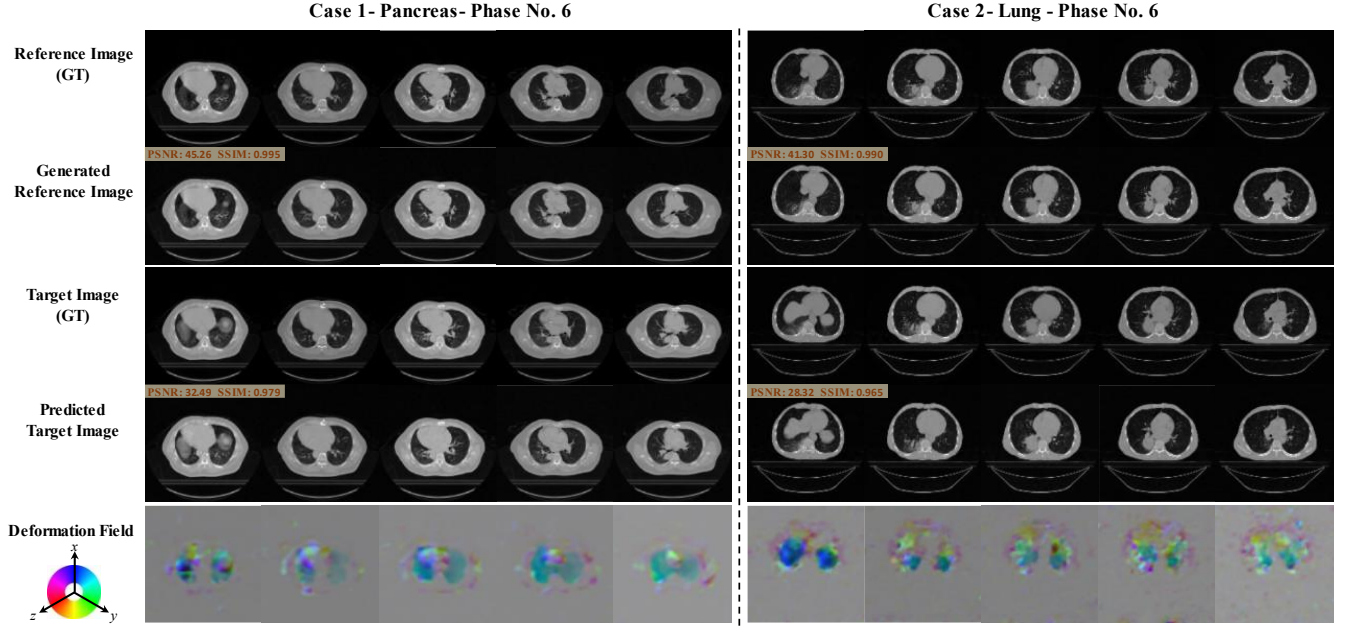 Case 1- Pancreas- Phase No. 6
Case 2- Lung - Phase No. 6
Reference Image
(GT)
PSNR: 45.26 SSIM: 0.995
PSNR: 41.30 SSIM: 0.990
Generated
Reference Image
Target Image
(GT)
PSNR: 32.49 SSIM: 0.979
PSNR: 28.32 SSIM: 0.965
Predicted
Target Image
Deformation Field
x
z
y